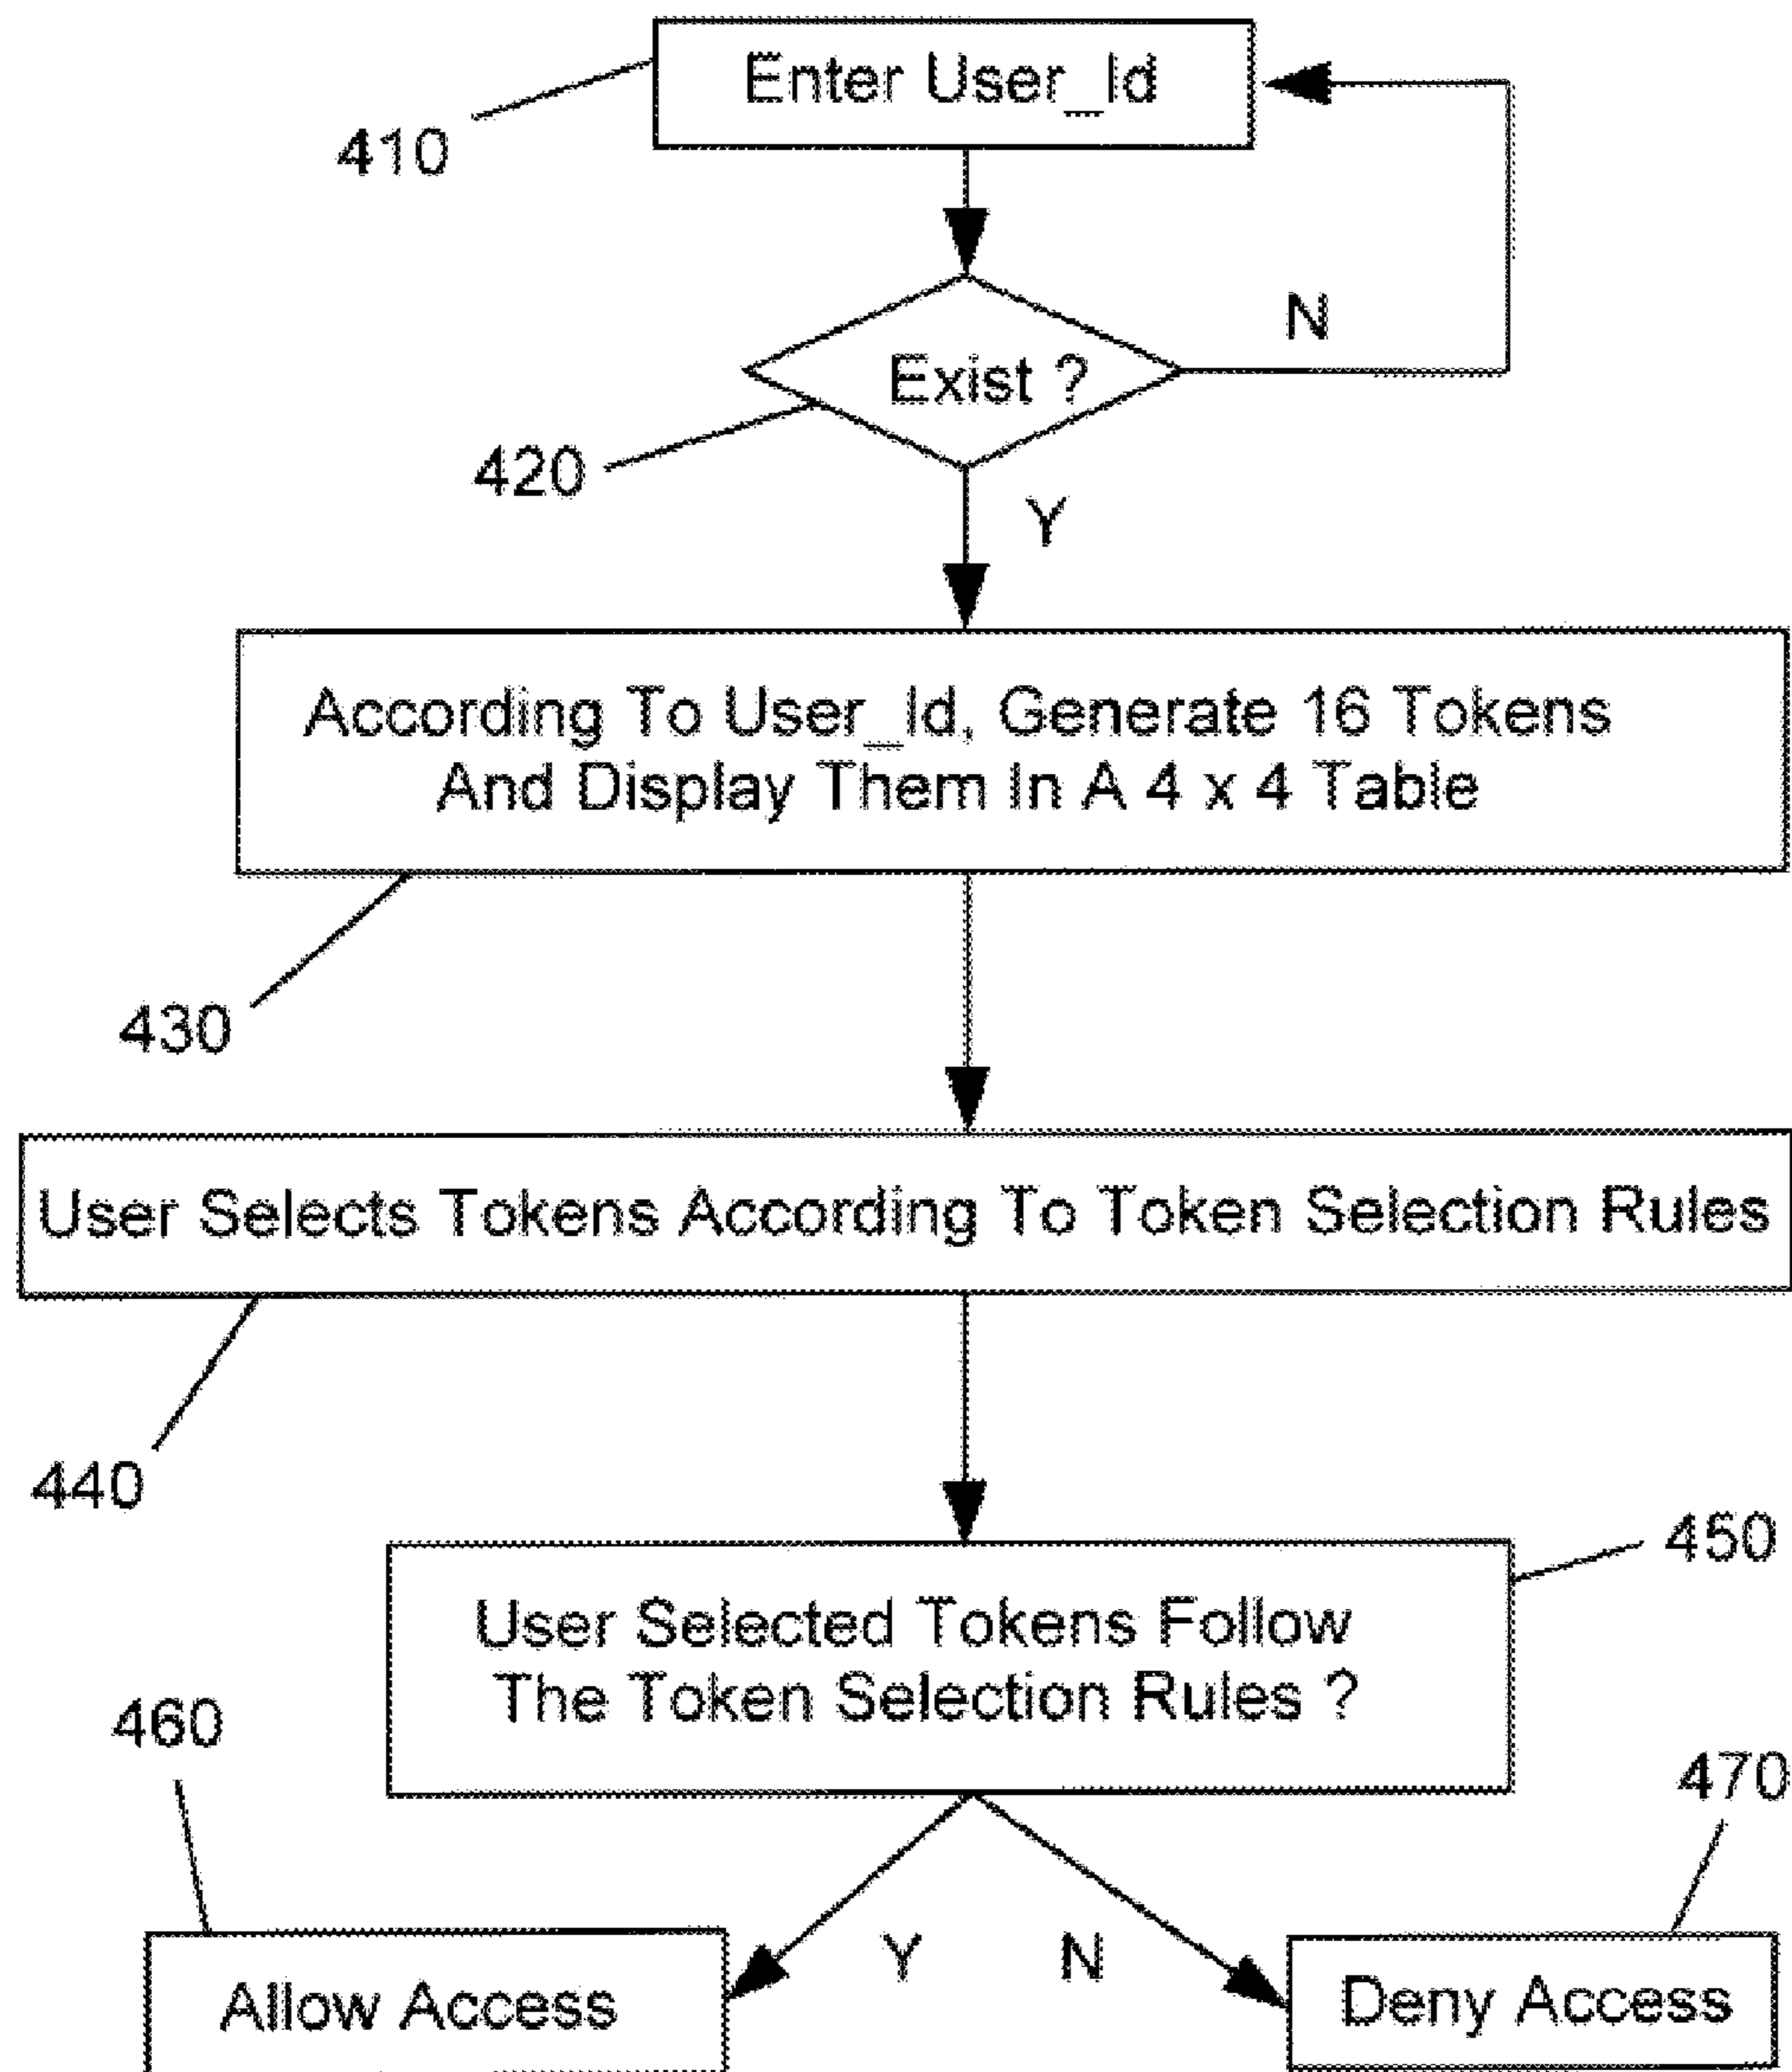 Enter User_Id
410
N
Exist ?
420
Y
According To User_Id, Generate 16 Tokens
And Display Them In A 4 x 4 Table
430
User Selects Tokens According To Token Selection Rules
440
450
User Selected Tokens Follow
The Token Selection Rules ?
460
470
Y N
Allow Access
Deny Access